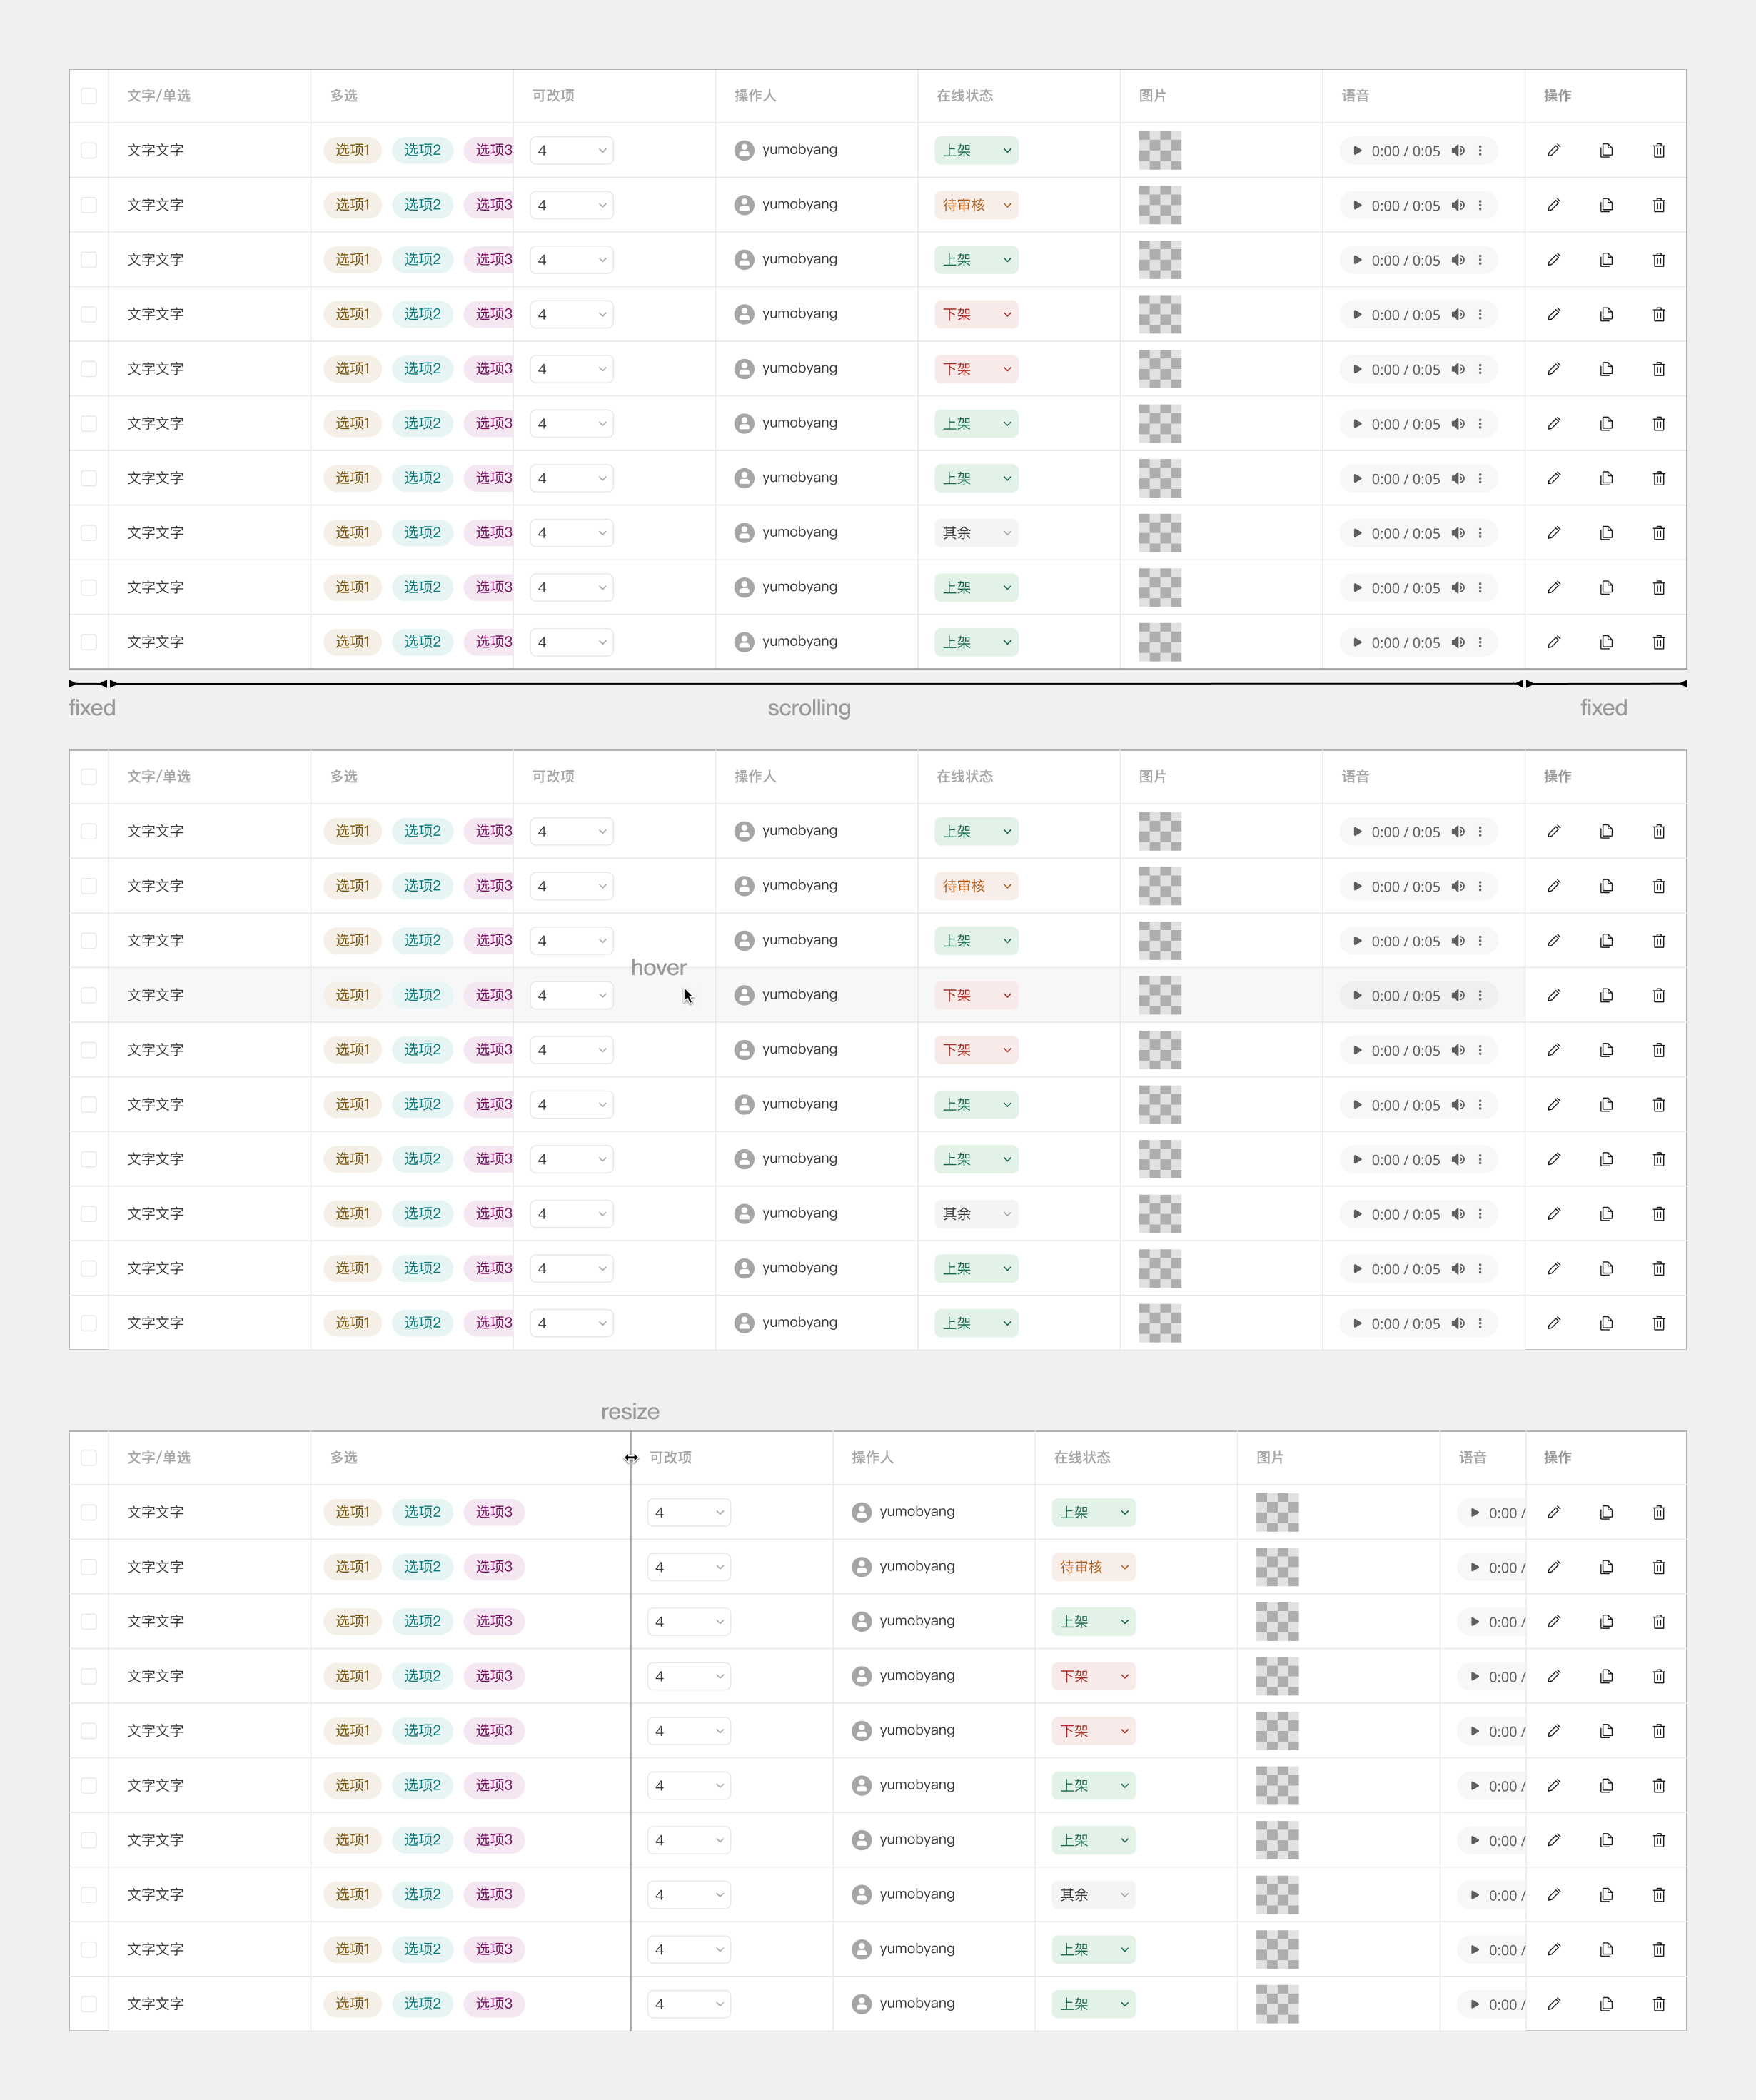 文字/单选 多选 可改项 操作人 在线状态 图片 语音 操作
文字文字 选项1 选项2 选项3 4 yumobyang 上架 0:00 / 0:05
文字文字 选项1 选项2 选项3 4 yumobyang 待审核 0:00 / 0:05
文字文字 选项1 选项2 选项3 4 yumobyang 上架 0:00 / 0:05
文字文字 选项1 选项2 选项3 4 yumobyang 下架 0:00 / 0:05
文字文字 选项1 选项2 选项3 4 yumobyang 下架 0:00 / 0:05
文字文字 选项1 选项2 选项3 4 yumobyang 上架 0:00 / 0:05
文字文字 选项1 选项2 选项3 4 yumobyang 上架 0:00 / 0:05
文字文字 选项1 选项2 选项3 4 yumobyang 其余 0:00 / 0:05
文字文字 选项1 选项2 选项3 4 yumobyang 上架 0:00 / 0:05
文字文字 选项1 选项2 选项3 4 yumobyang 上架 0:00 / 0:05
fixed scrolling fixed
文字/单选 多选 可改项 操作人 在线状态 图片 语音 操作
文字文字 选项1 选项2 选项3 4 yumobyang 上架 0:00 / 0:05
文字文字 选项1 选项2 选项3 4 yumobyang 待审核 0:00 / 0:05
文字文字 选项1 选项2 选项3 4 yumobyang 上架 0:00 / 0:05
hover
文字文字 选项1 选项2 选项3 4 yumobyang 下架 0:00 / 0:05
文字文字 选项1 选项2 选项3 4 yumobyang 下架 0:00 / 0:05
文字文字 选项1 选项2 选项3 4 yumobyang 上架 0:00 / 0:05
文字文字 选项1 选项2 选项3 4 yumobyang 上架 0:00 / 0:05
文字文字 选项1 选项2 选项3 4 yumobyang 其余 0:00 / 0:05
文字文字 选项1 选项2 选项3 4 yumobyang 上架 0:00 / 0:05
文字文字 选项1 选项2 选项3 4 yumobyang 上架 0:00 / 0:05
resize
文字/单选 多选 可改项 操作人 在线状态 图片 语音 操作
文字文字 选项1 选项2 选项3 4 yumobyang 上架 0:00 /
文字文字 选项1 选项2 选项3 4 yumobyang 待审核 0:00 /
文字文字 选项1 选项2 选项3 4 yumobyang 上架 0:00 /
文字文字 选项1 选项2 选项3 4 yumobyang 下架 0:00 /
文字文字 选项1 选项2 选项3 4 yumobyang 下架 0:00 /
文字文字 选项1 选项2 选项3 4 yumobyang 上架 0:00 /
文字文字 选项1 选项2 选项3 4 yumobyang 上架 0:00 /
文字文字 选项1 选项2 选项3 4 yumobyang 其余 0:00 /
文字文字 选项1 选项2 选项3 4 yumobyang 上架 0:00 /
文字文字 选项1 选项2 选项3 4 yumobyang 上架 0:00 /